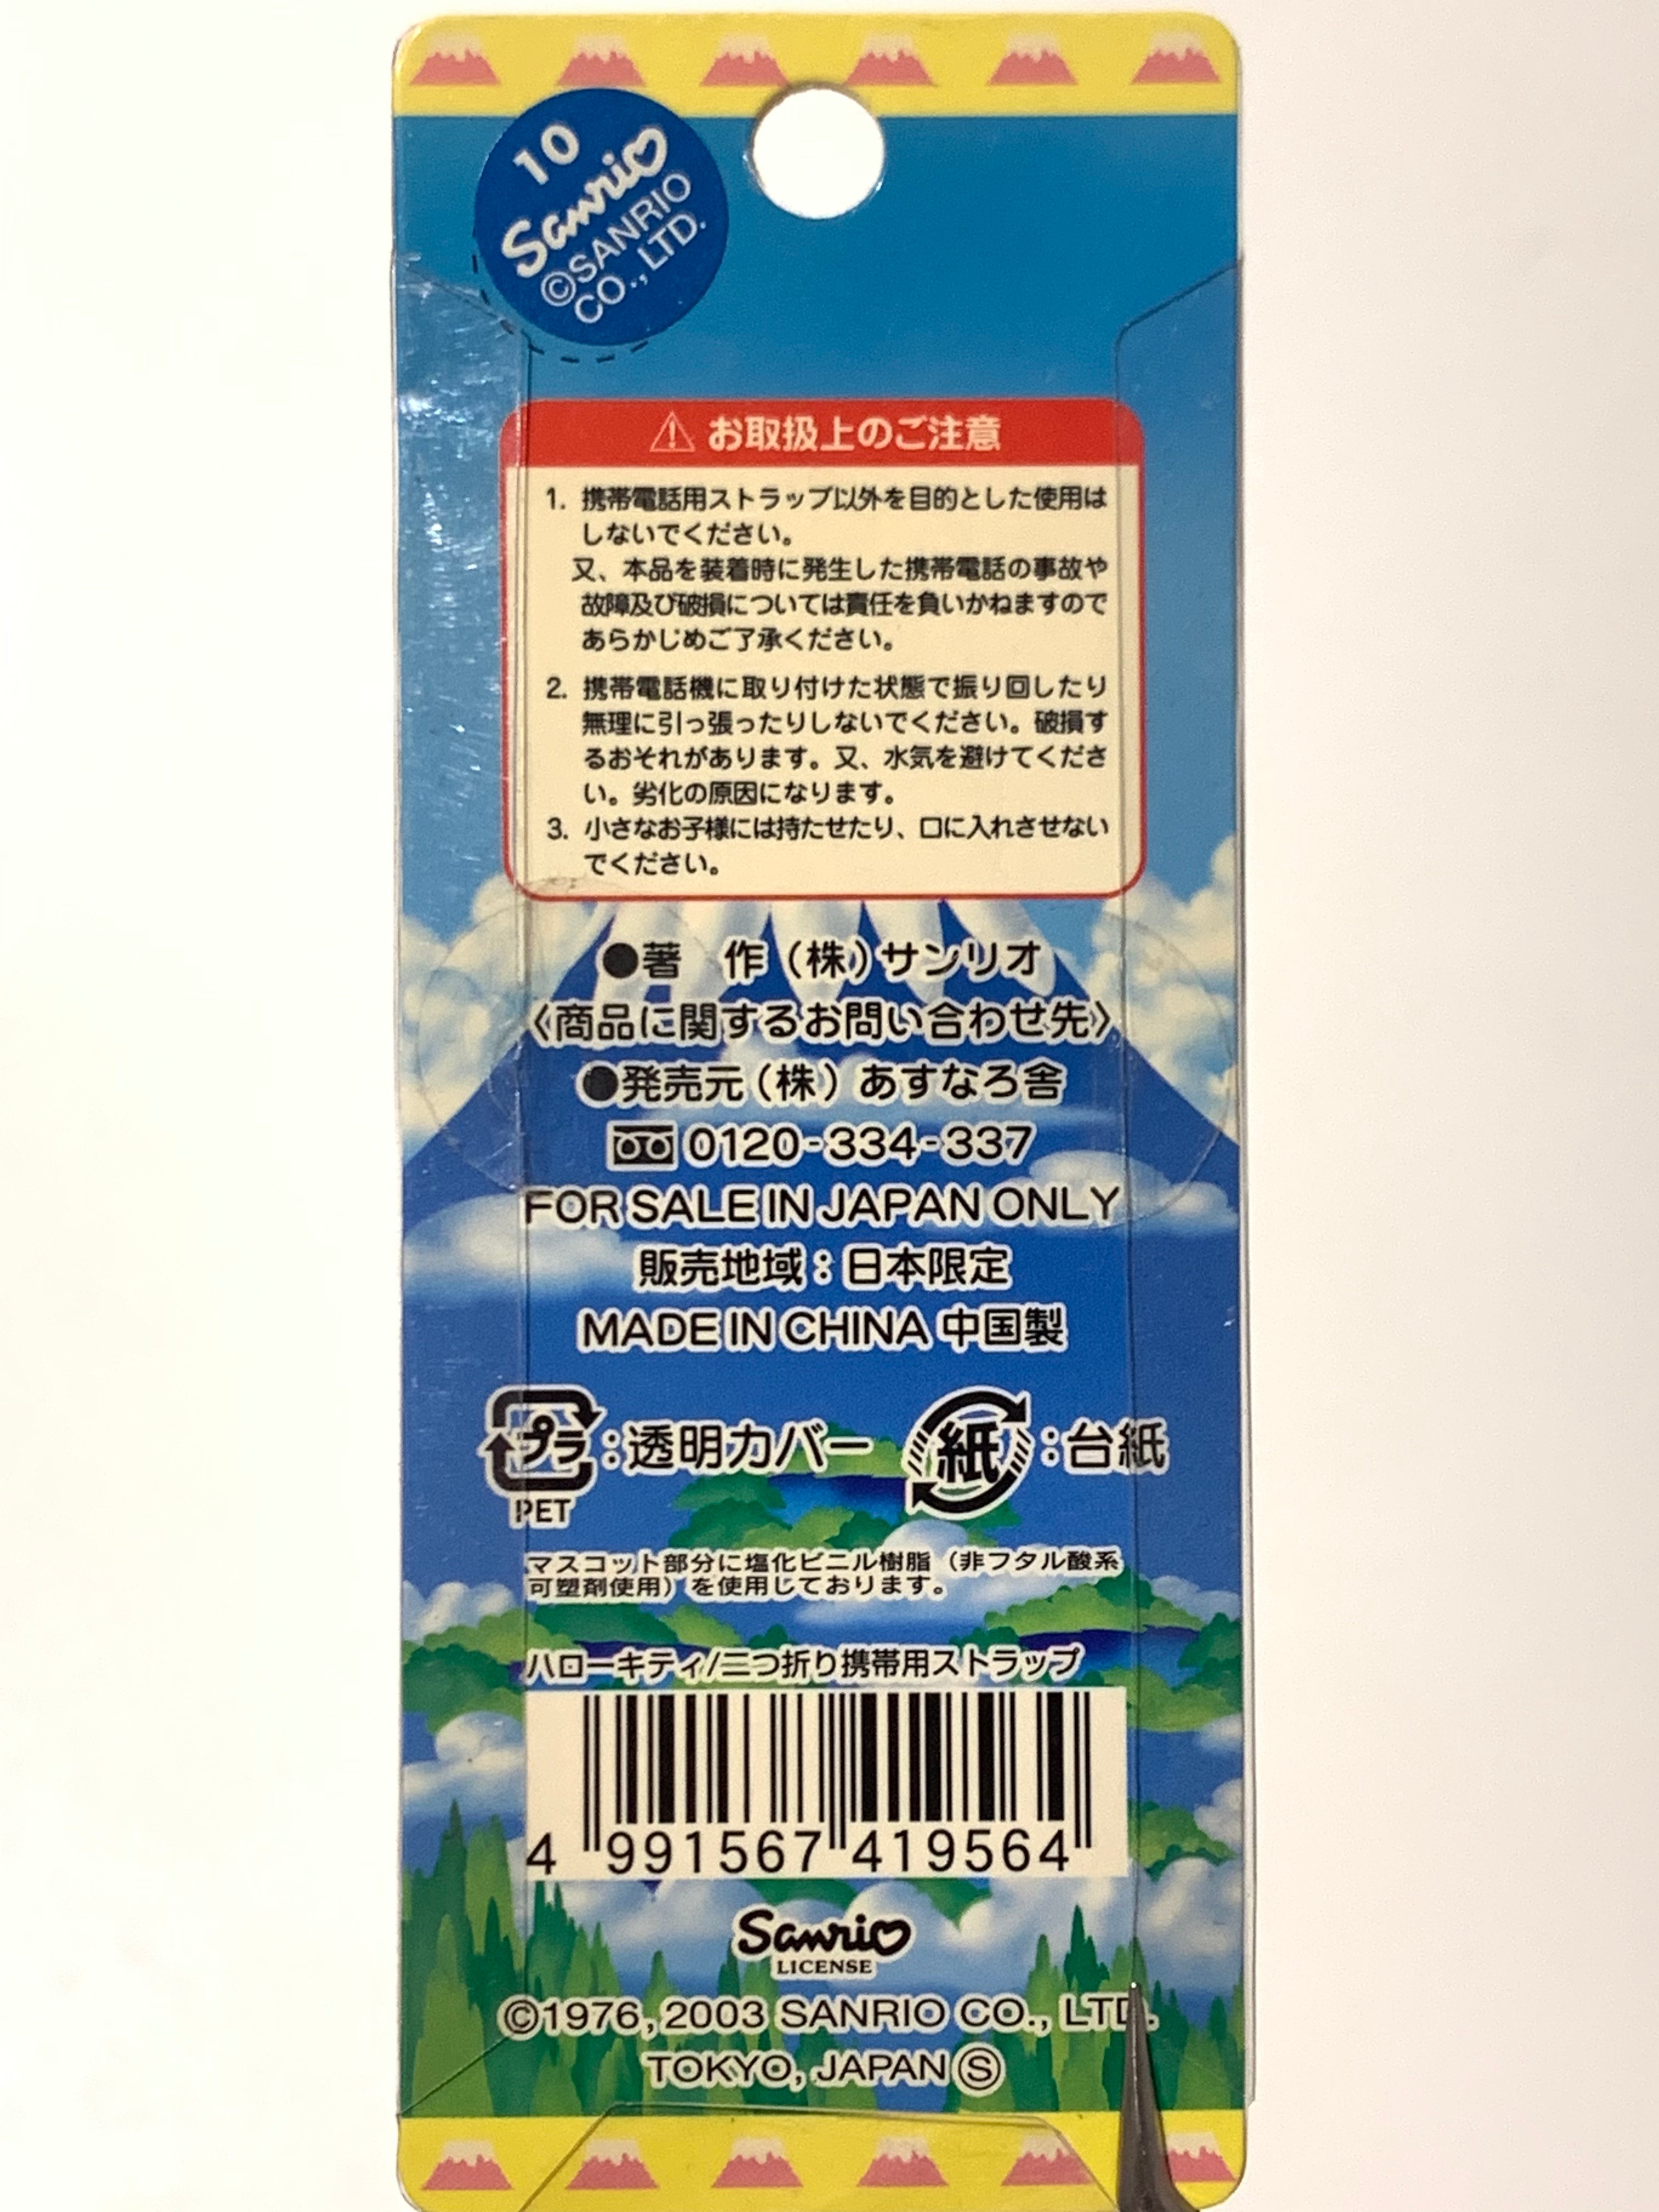 10
Sanrio
©SANRIO
CO., LTD.
⚠ お取扱上のご注意
1. 携帯電話用ストラップ以外を目的とした使用は
しないでください。
又、本品を装着時に発生した携帯電話の事故や
故障及び破損については責任を負いかねますので
あらかじめご了承ください。
2. 携帯電話機に取り付けた状態で振り回したり
無理に引っ張ったりしないでください。破損す
るおそれがあります。又、水気を避けてくださ
い。劣化の原因になります。
3. 小さなお子様には持たせたり、口に入れさせない
でください。
●著　作（株）サンリオ
〈商品に関するお問い合わせ先〉
●発売元（株）あすなろ舎
0120-334-337
FOR SALE IN JAPAN ONLY
販売地域：日本限定
MADE IN CHINA 中国製
プラ：透明カバー 紙：台紙
PET
マスコット部分に塩化ビニル樹脂（非フタル酸系
可塑剤使用）を使用しております。
ハローキティ/三つ折り携帯用ストラップ
4 991567 419564
Sanrio
LICENSE
©1976, 2003 SANRIO CO., LTD.
TOKYO, JAPAN Ⓢ